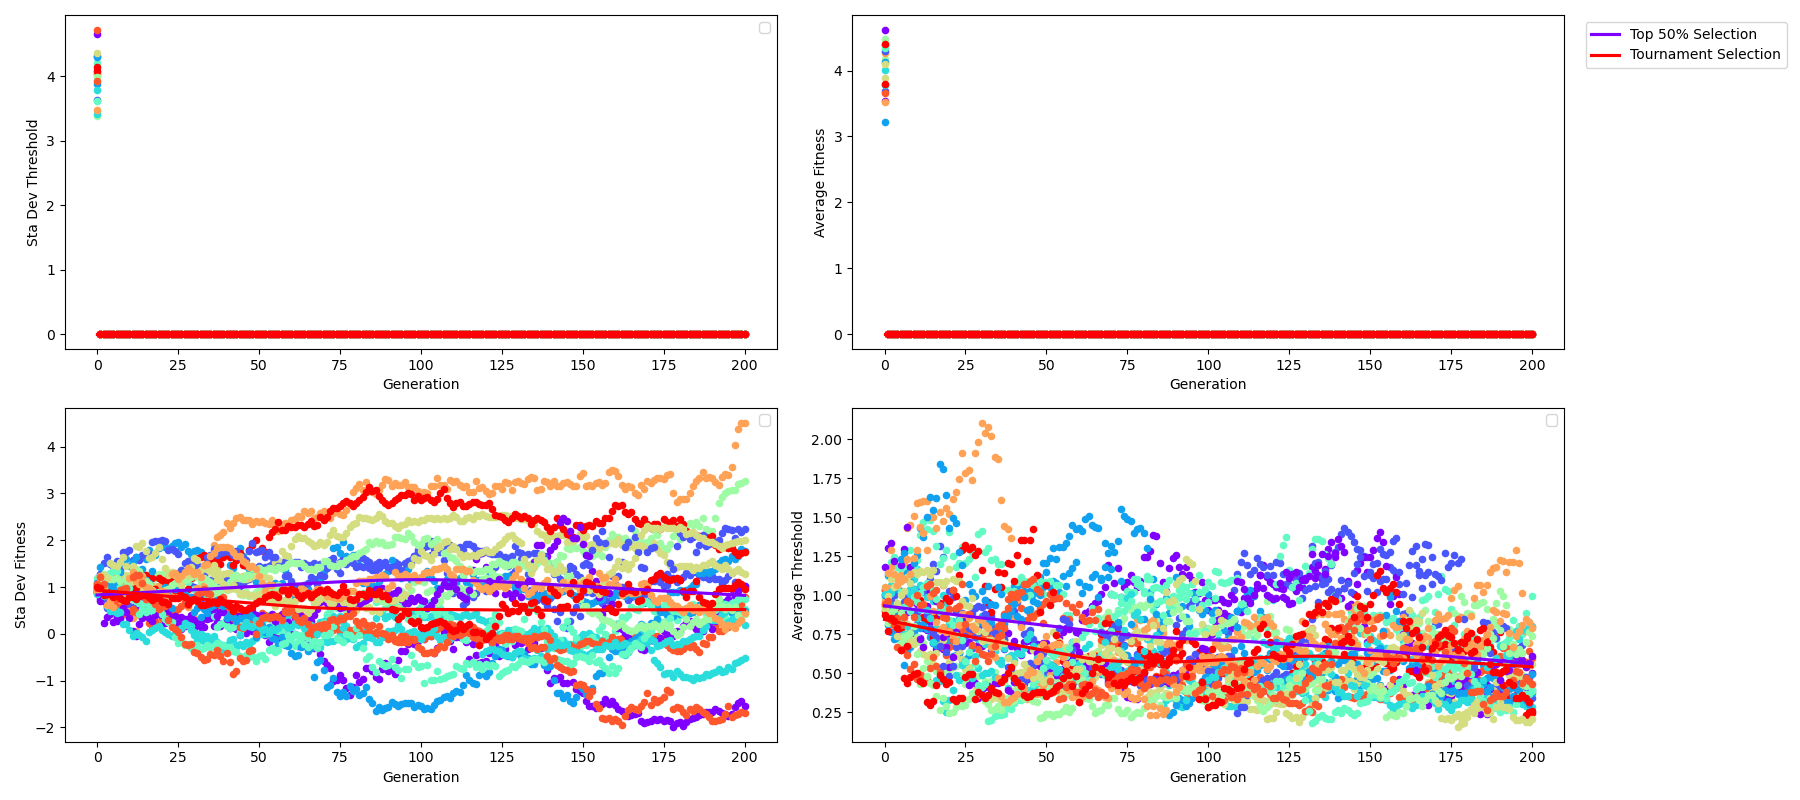 Sta Dev Threshold
4
3
2
1
0
0 25 50 75 100 125 150 175 200
Generation
Average Fitness
4
3
2
1
0
0 25 50 75 100 125 150 175 200
Generation
Top 50% Selection
Tournament Selection
Sta Dev Fitness
4
3
2
1
0
−1
−2
0 25 50 75 100 125 150 175 200
Generation
Average Threshold
2.00
1.75
1.50
1.25
1.00
0.75
0.50
0.25
0 25 50 75 100 125 150 175 200
Generation